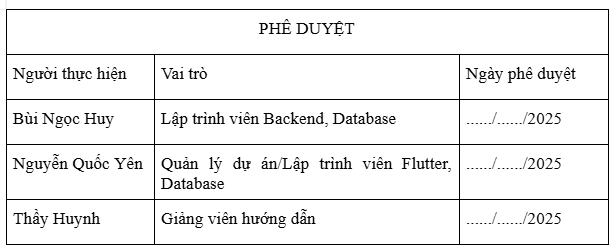 PHÊ DUYỆT
Người thực hiện Vai trò Ngày phê duyệt
Bùi Ngọc Huy Lập trình viên Backend, Database ....../....../2025
Nguyễn Quốc Yên Quản lý dự án/Lập trình viên Flutter, ....../....../2025
Database
Thầy Huynh Giảng viên hướng dẫn ....../....../2025